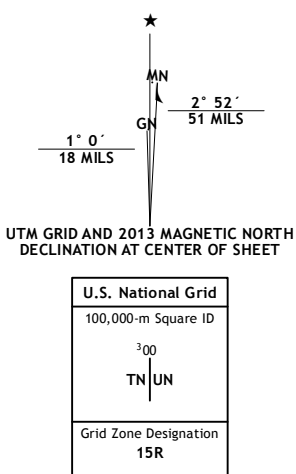 ★
MN
2° 52´
51 MILS
GN
1° 0´
18 MILS
UTM GRID AND 2013 MAGNETIC NORTH
DECLINATION AT CENTER OF SHEET
U.S. National Grid
100,000-m Square ID
³00
TN UN
Grid Zone Designation
15R